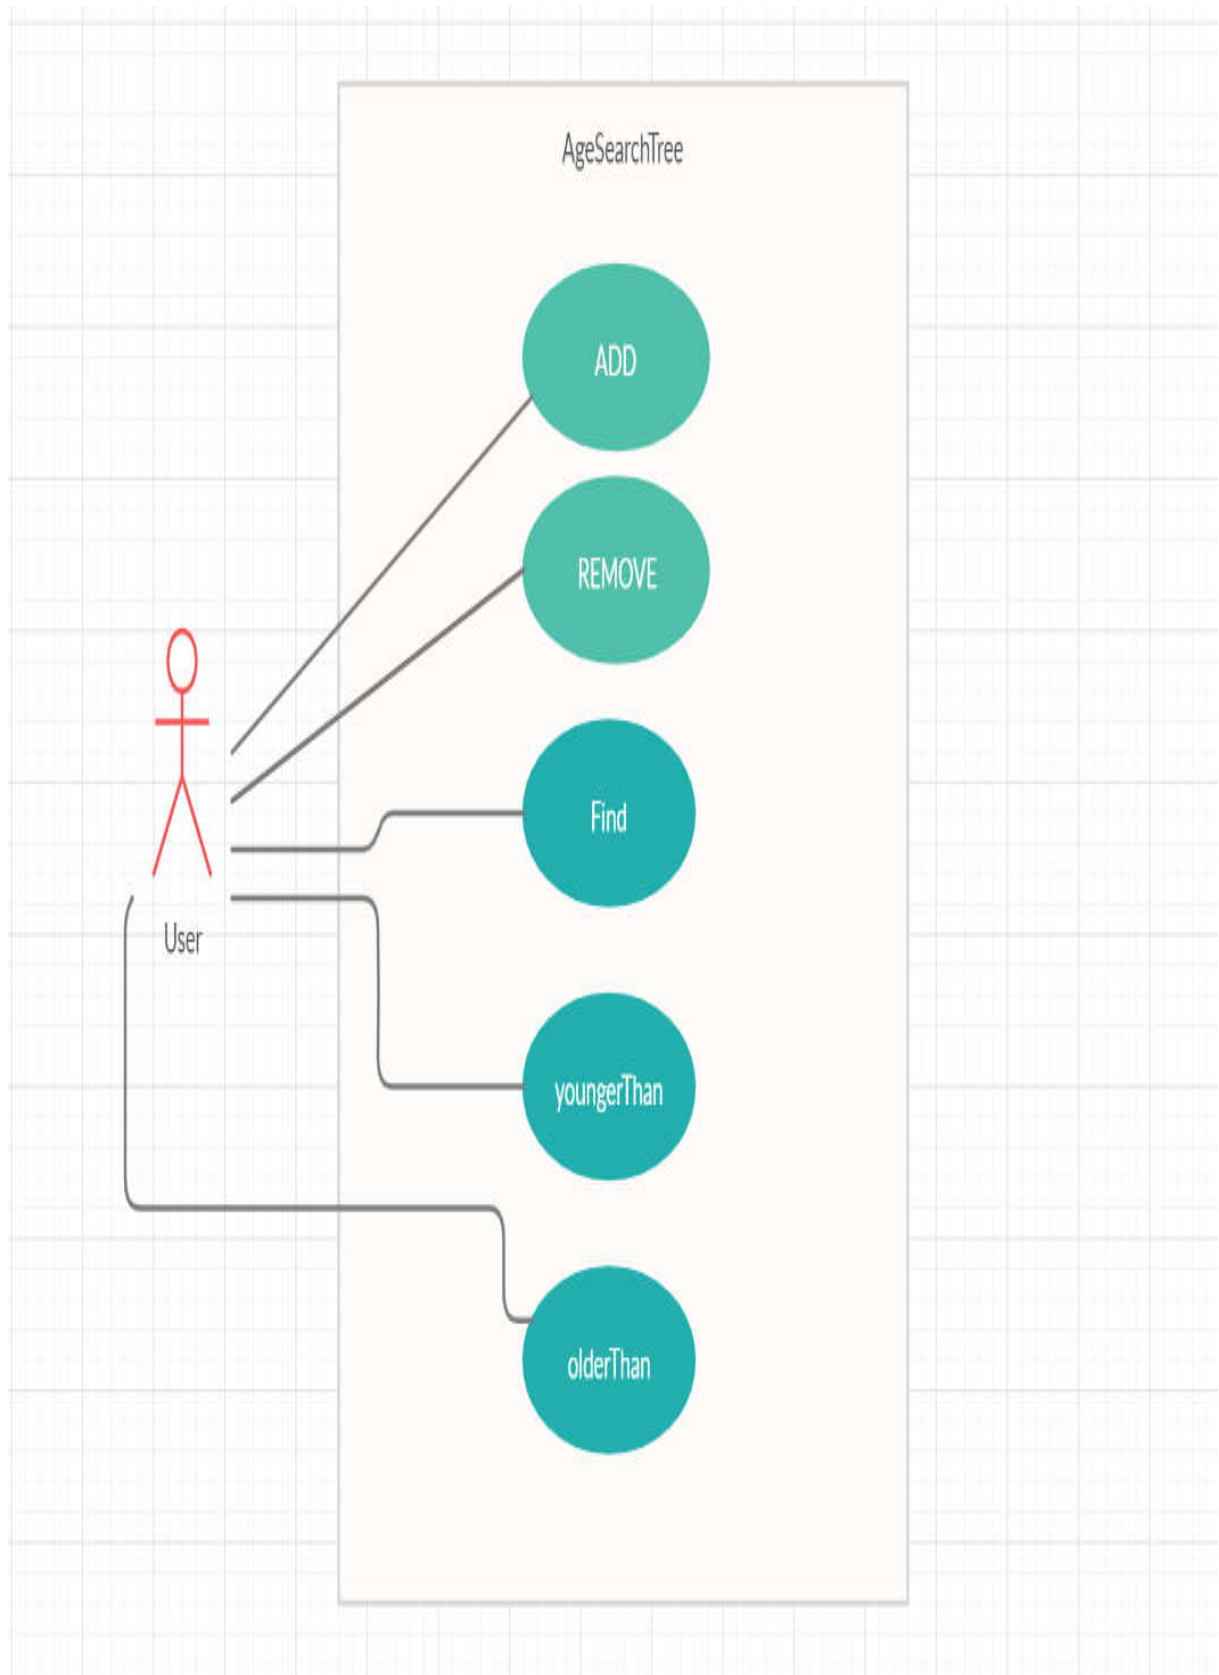 AgeSearchTree
ADD
REMOVE
Find
User
youngerThan
olderThan